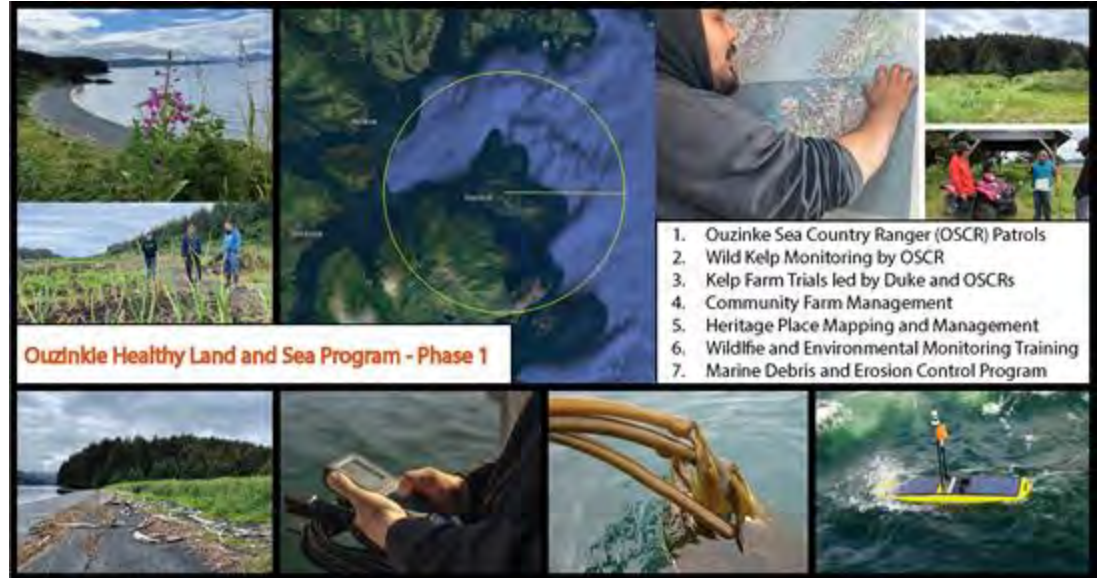 Ouzinkie Healthy Land and Sea Program - Phase 1
1. Ouzinke Sea Country Ranger (OSCR) Patrols
2. Wild Kelp Monitoring by OSCR
3. Kelp Farm Trials led by Duke and OSCRs
4. Community Farm Management
5. Heritage Place Mapping and Management
6. Wildlfie and Environmental Monitoring Training
7. Marine Debris and Erosion Control Program